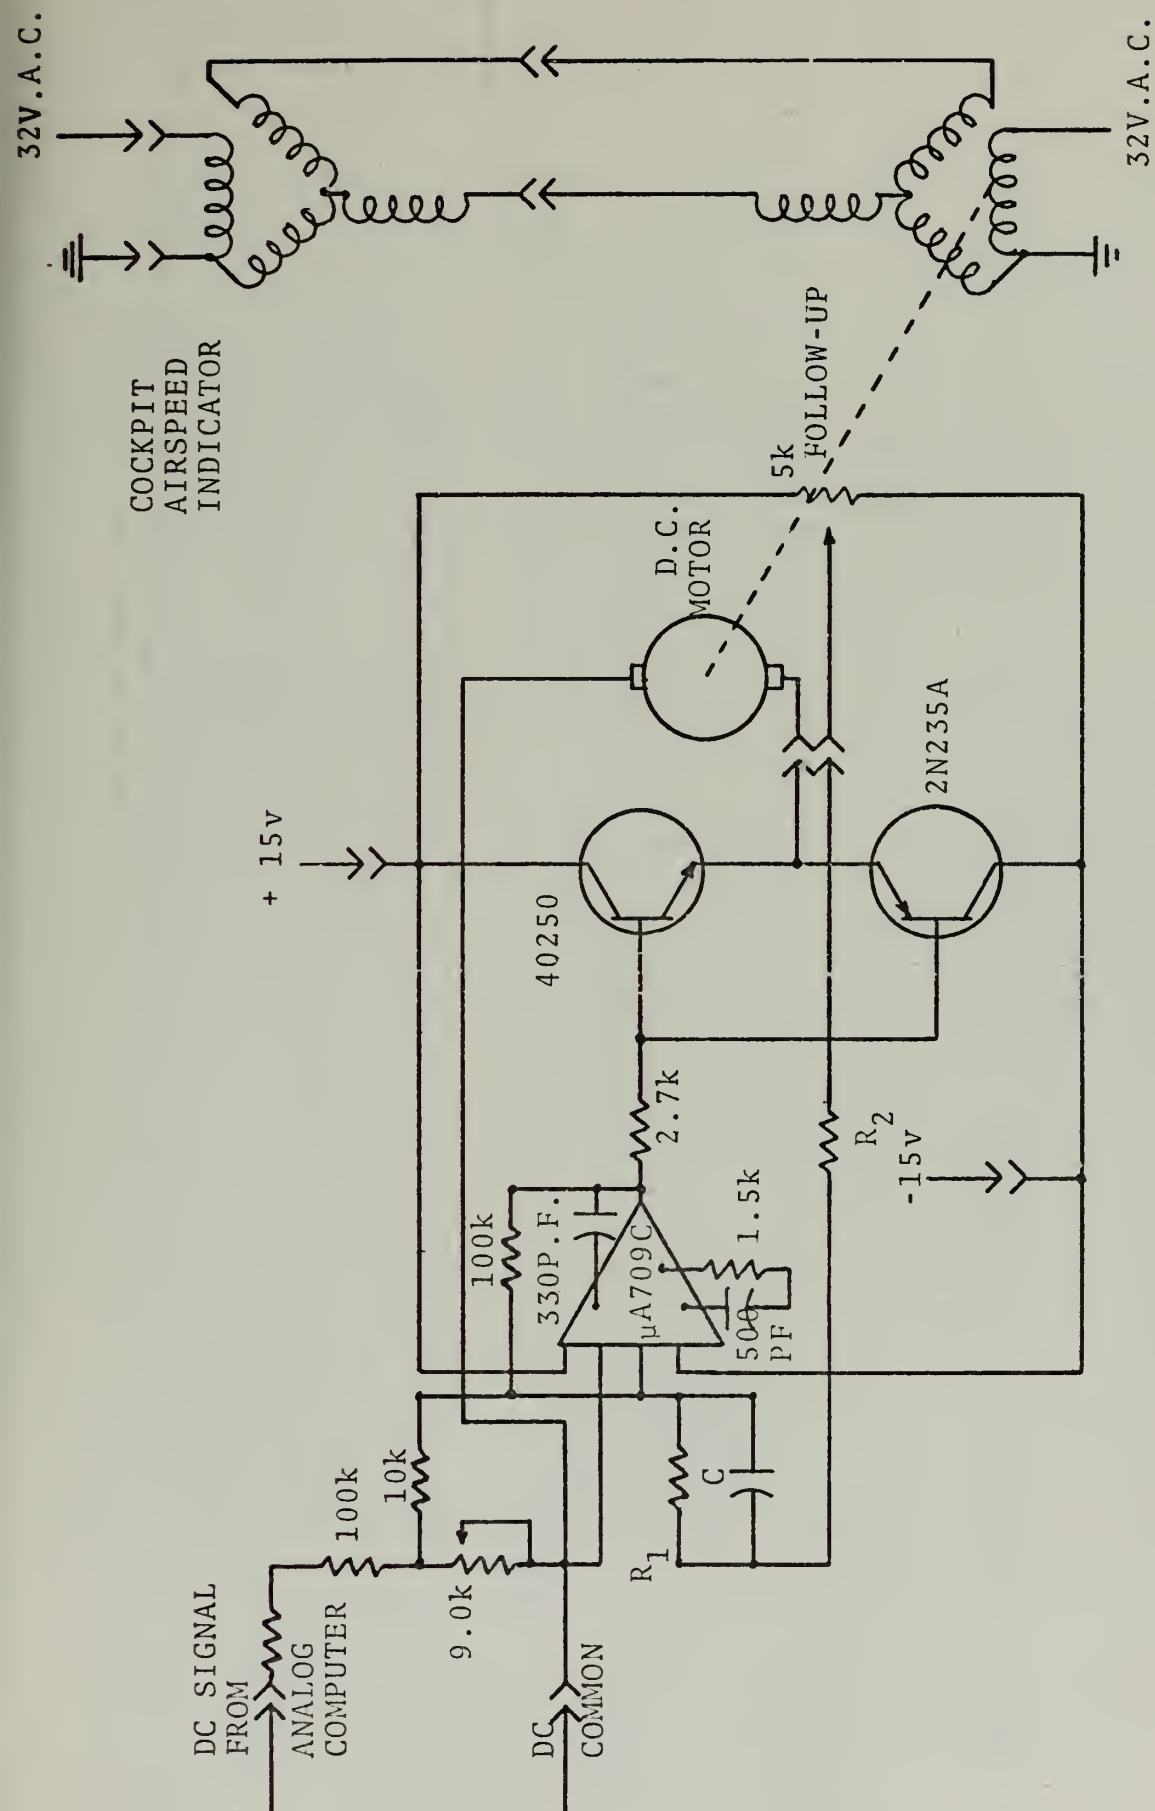 32V.A.C.
32V.A.C.
COCKPIT
AIRSPEED
INDICATOR
FOLLOW-UP
5k
D.C.
MOTOR
+ 15v
2N235A
40250
2.7k
R2
-15v
100k
330P.F.
μA709C
1.5k
500
PF
100k
10k
C
R1
9.0k
DC SIGNAL
FROM
ANALOG
COMPUTER
DC
COMMON